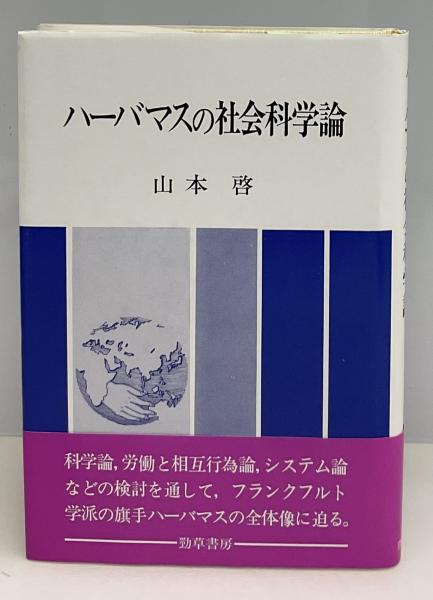 ハーバマスの社会科学論
山本 啓
科学論,労働と相互行為論,システム論
などの検討を通して，フランクフルト
学派の旗手ハーバマスの全体像に迫る。
勁草書房